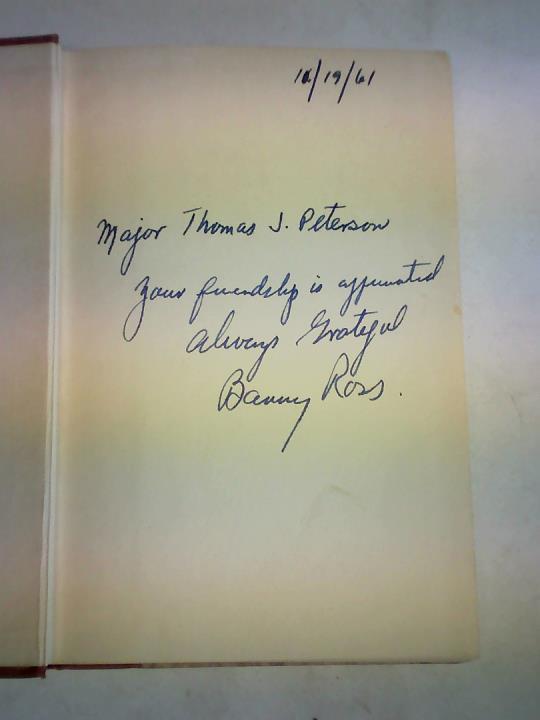 10/19/61
Major Thomas J. Peterson
Your friendship is appreciated
Always Grateful
Barney Ross.